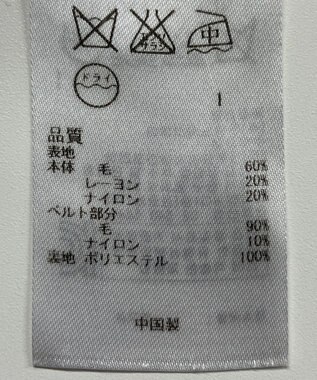 中
ドライ
1
品質
表地
本体 毛 60%
レーヨン 20%
ナイロン 20%
ベルト部分
毛 90%
ナイロン 10%
裏地 ポリエステル 100%
中国製